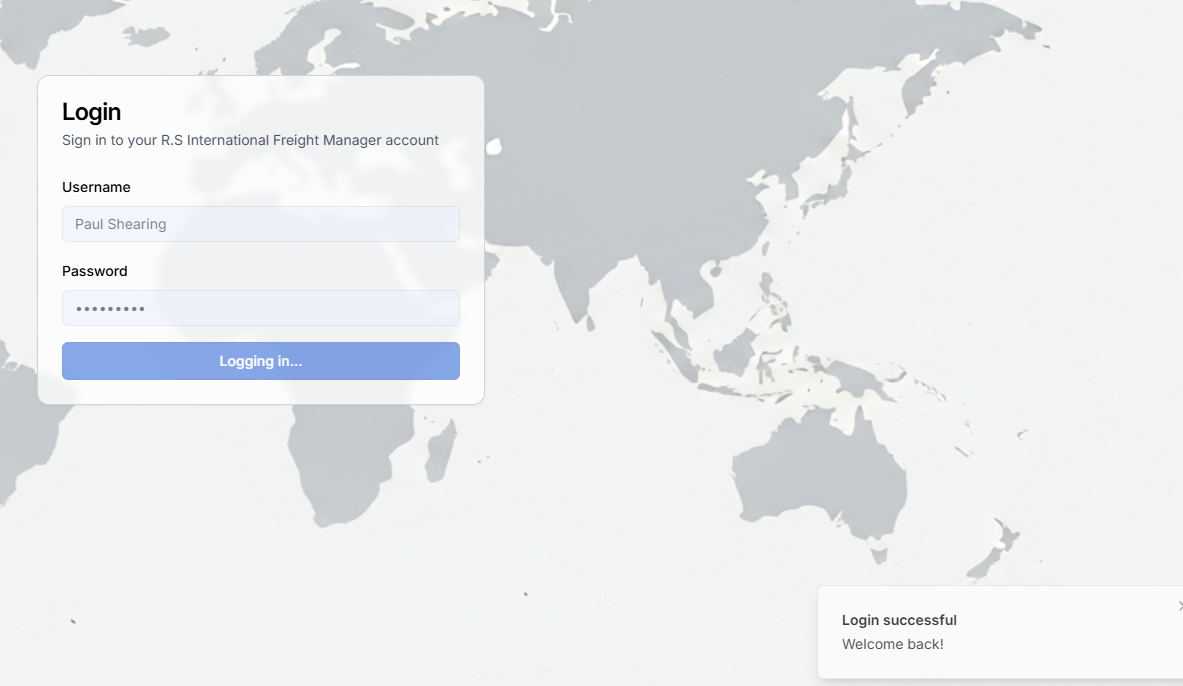 Login
Sign in to your R.S International Freight Manager account
Username
Paul Shearing
Password
•••••••••
Logging in...
Login successful
Welcome back!